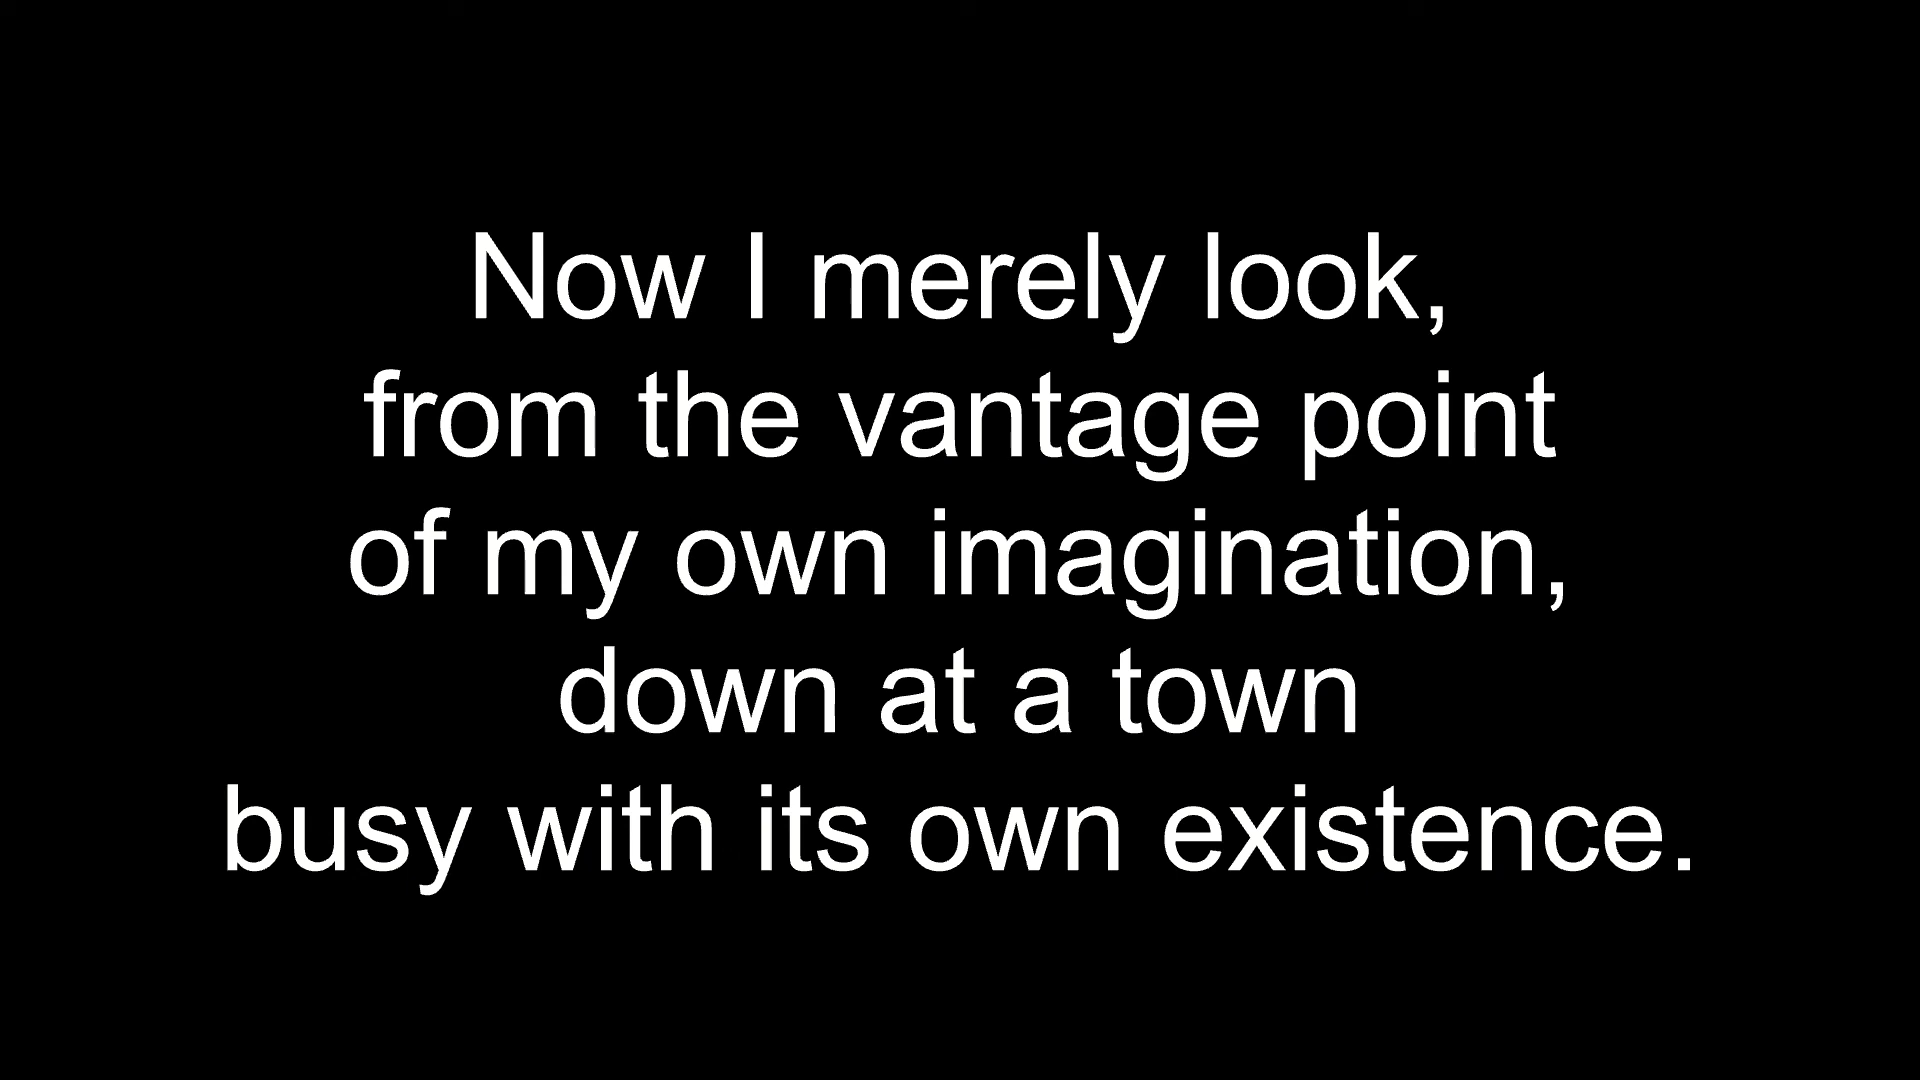 Now I merely look,
from the vantage point
of my own imagination,
down at a town
busy with its own existence.